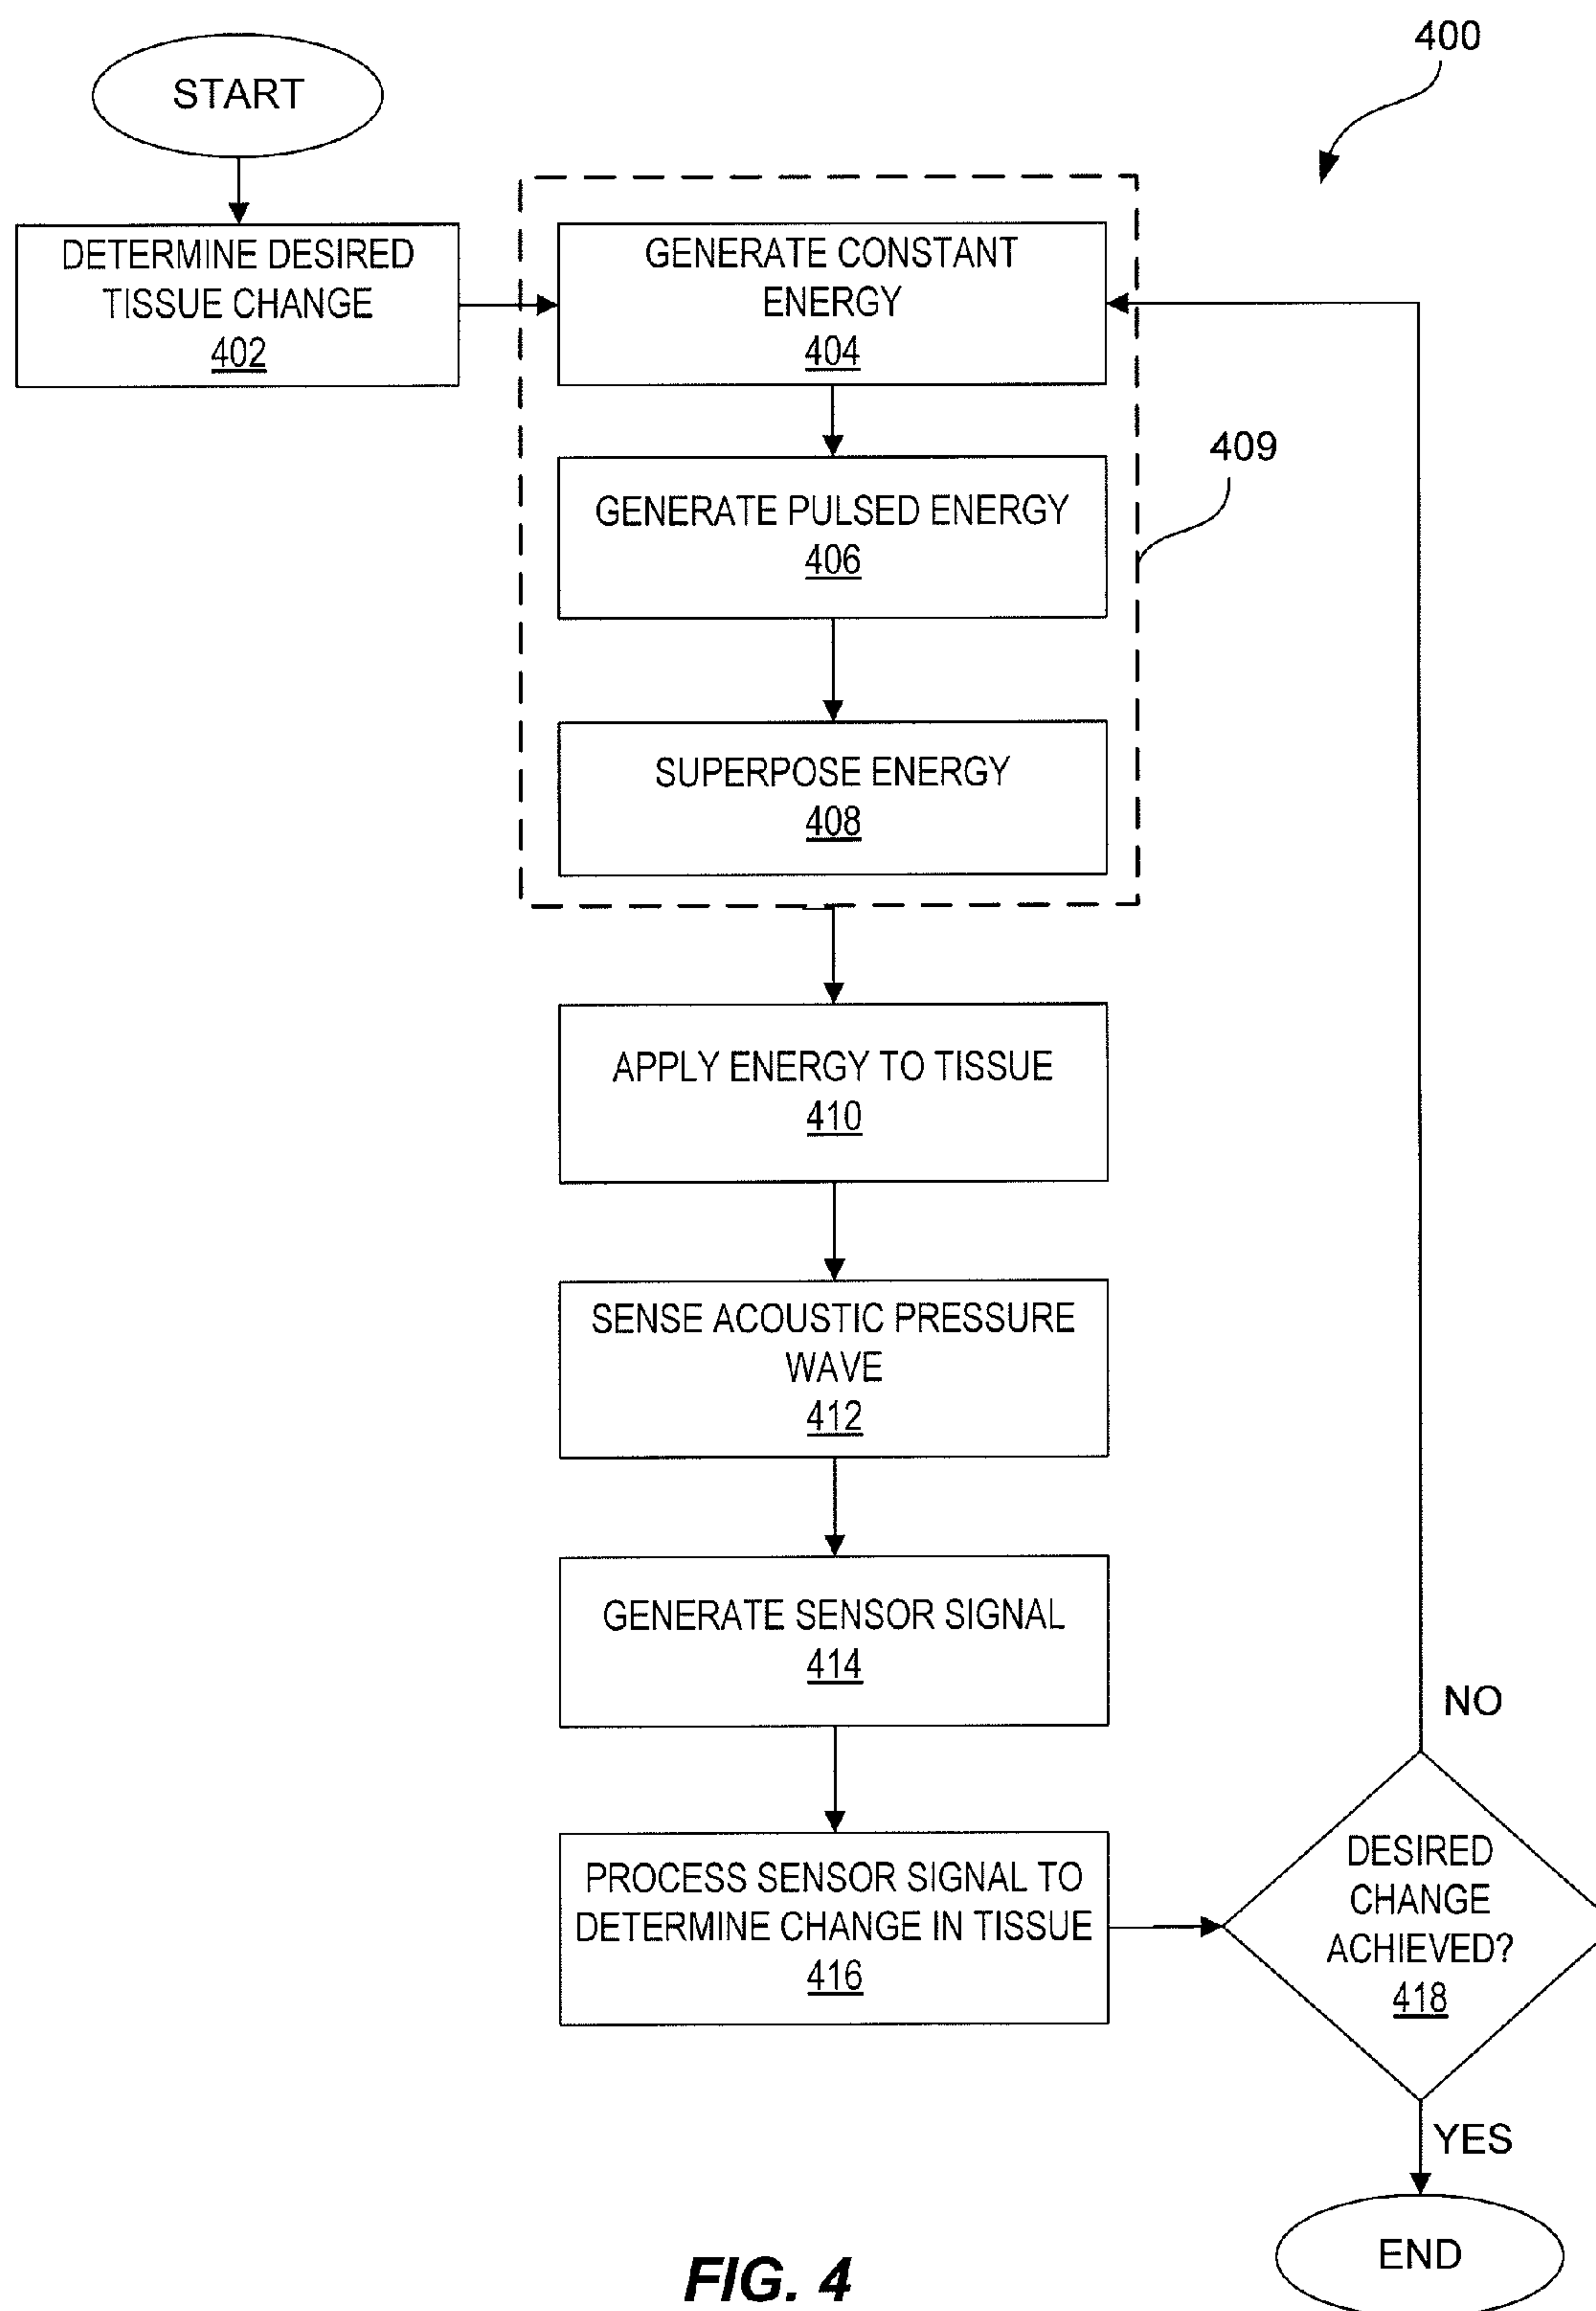 400
START
DETERMINE DESIRED
TISSUE CHANGE
402
GENERATE CONSTANT
ENERGY
404
409
GENERATE PULSED ENERGY
406
SUPERPOSE ENERGY
408
APPLY ENERGY TO TISSUE
410
SENSE ACOUSTIC PRESSURE
WAVE
412
GENERATE SENSOR SIGNAL
414
PROCESS SENSOR SIGNAL TO
DETERMINE CHANGE IN TISSUE
416
NO
DESIRED
CHANGE
ACHIEVED?
418
YES
END
FIG. 4